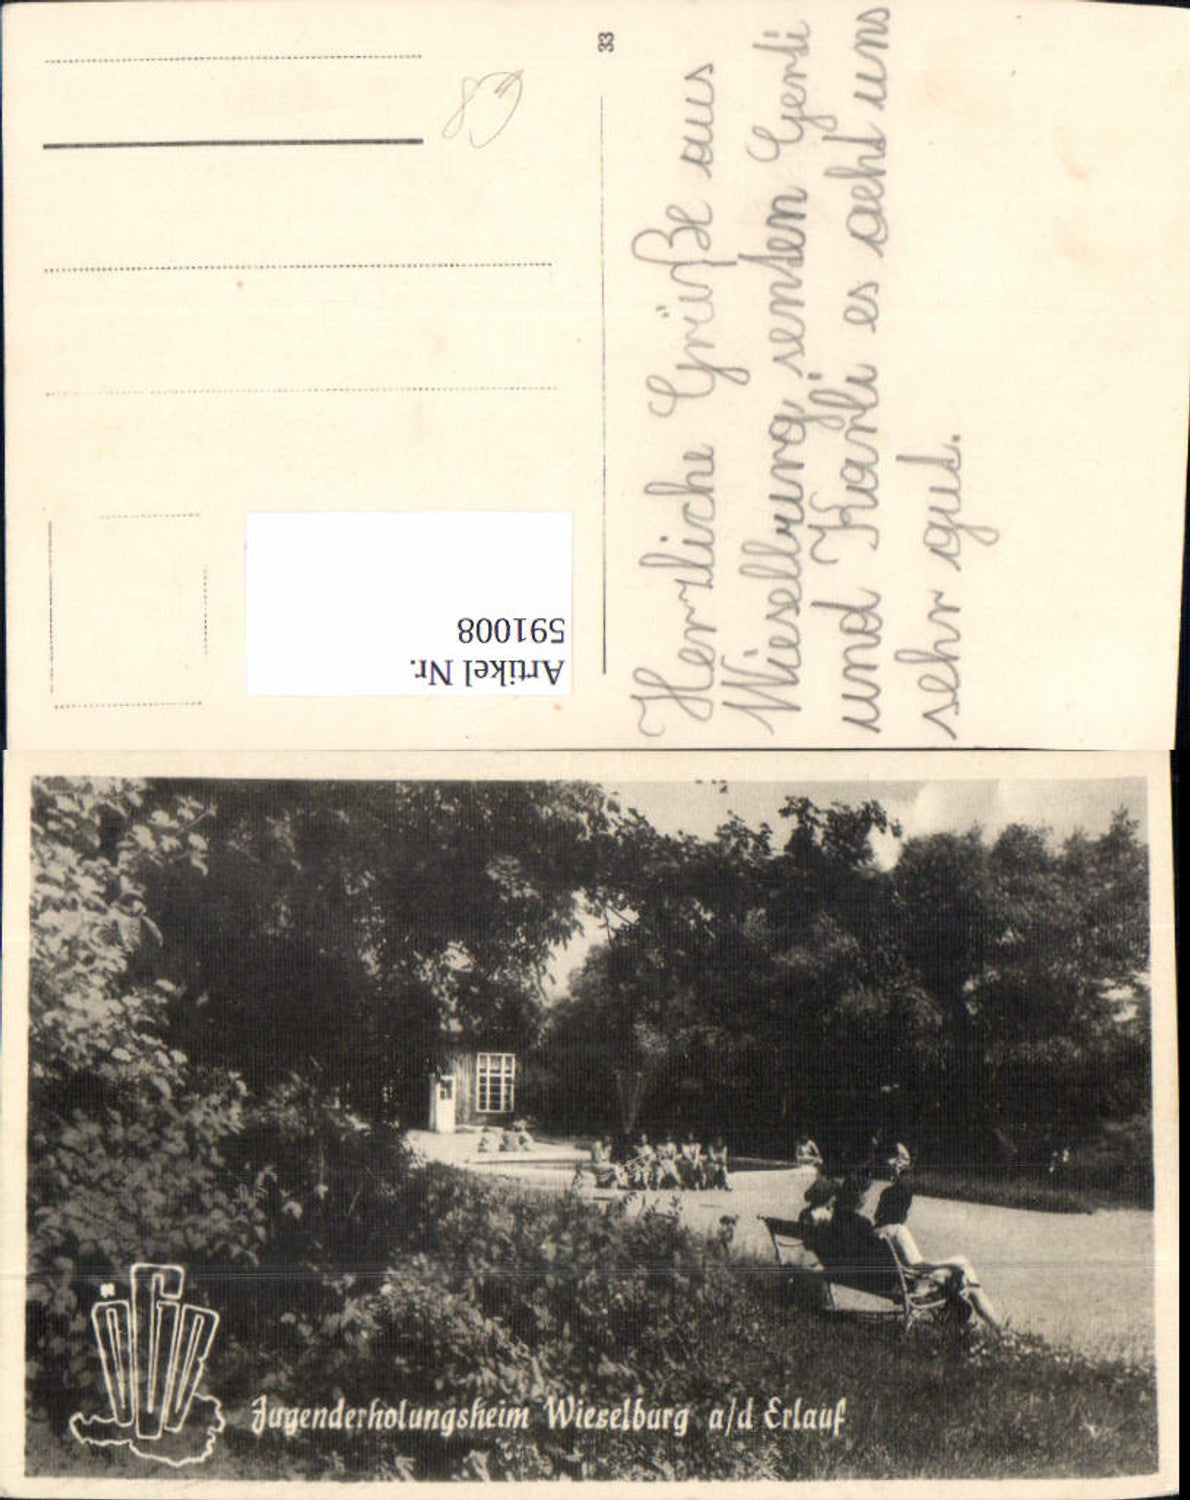 33
Herzliche Grüße aus
Wieselburg senden Gerli
und Karli es geht uns
sehr gut.
Artikel Nr.
591008
ÖGB
Jugenderholungsheim Wieselburg a/d Erlauf